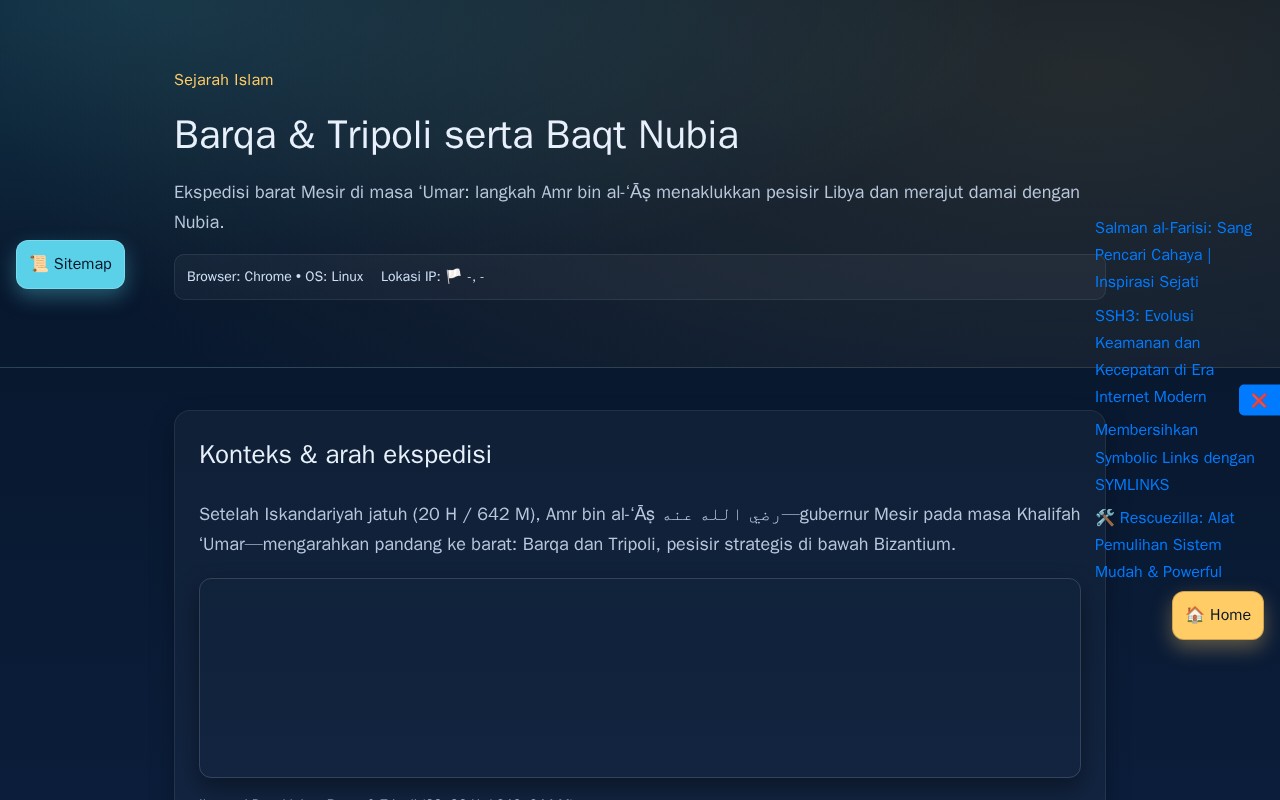 Sejarah Islam
Barqa & Tripoli serta Baqt Nubia
Ekspedisi barat Mesir di masa ‘Umar: langkah Amr bin al-‘Āṣ menaklukkan pesisir Libya dan merajut damai dengan
Nubia.
📜 Sitemap
Browser: Chrome • OS: Linux Lokasi IP: 🏳️ -, -
Salman al-Farisi: Sang
Pencari Cahaya |
Inspirasi Sejati
SSH3: Evolusi
Keamanan dan
Kecepatan di Era
Internet Modern
❌
Membersihkan
Symbolic Links dengan
SYMLINKS
🛠️ Rescuezilla: Alat
Pemulihan Sistem
Mudah & Powerful
🏠 Home
Konteks & arah ekspedisi
Setelah Iskandariyah jatuh (20 H / 642 M), Amr bin al-‘Āṣ رضي الله عنه—gubernur Mesir pada masa Khalifah
‘Umar—mengarahkan pandang ke barat: Barqa dan Tripoli, pesisir strategis di bawah Bizantium.